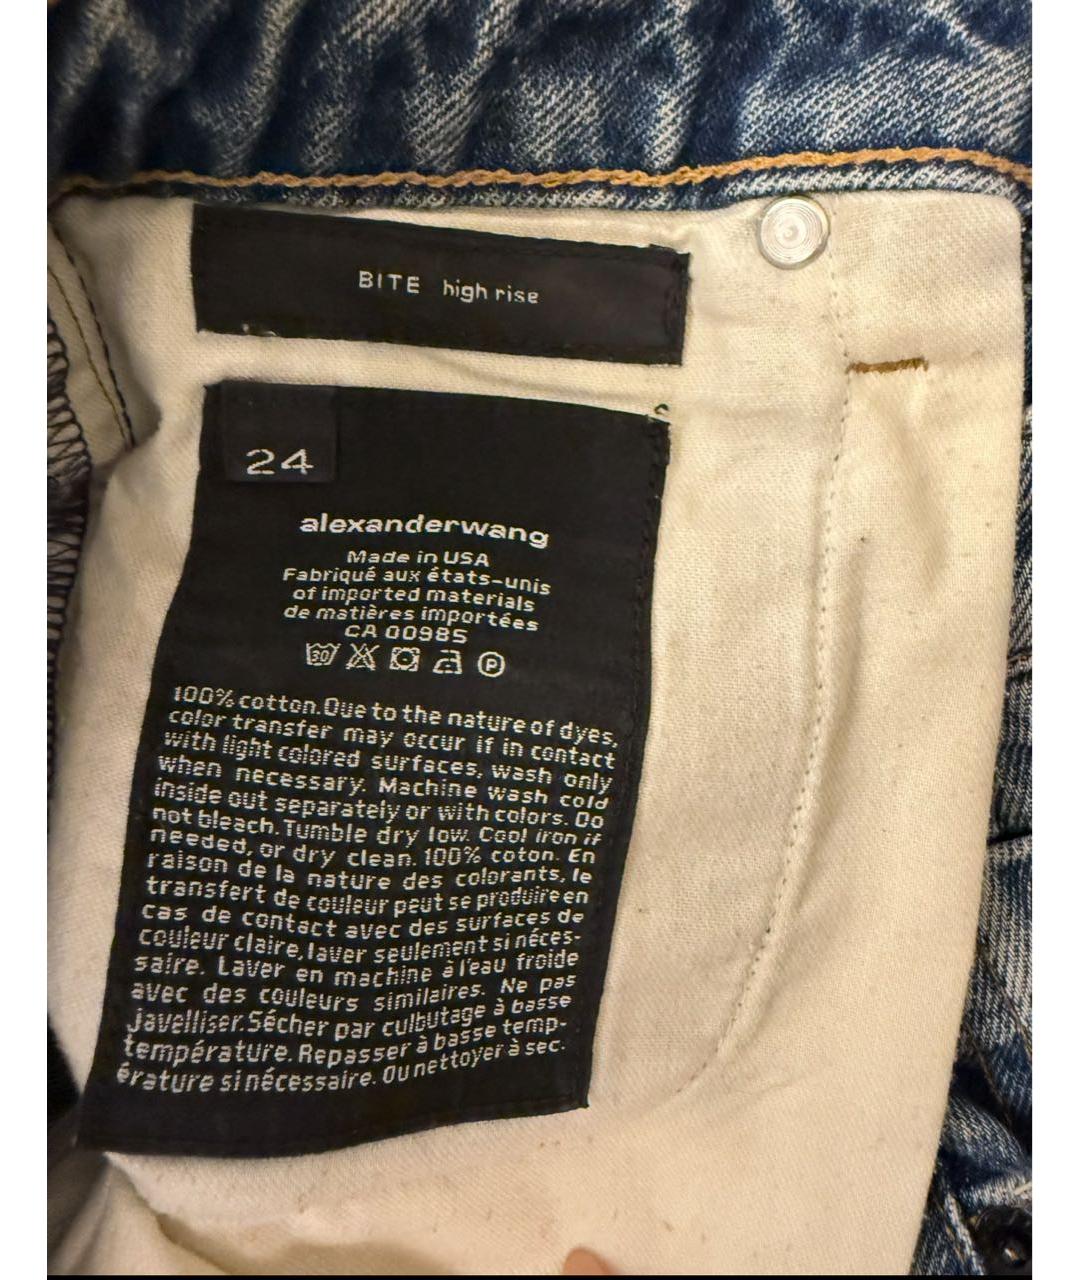 BITE high rise
24
alexanderwang
Made in USA
Fabriqué aux états-unis
of imported materials
de matières importées
CA 00985
30 P
100% cotton. Due to the nature of dyes,
color transfer may occur if in contact
with light colored surfaces. wash only
when necessary. Machine wash cold
inside out separately or with colors. Do
not bleach. Tumble dry low. Cool iron if
needed, or dry clean. 100% coton. En
raison de la nature des colorants, le
transfert de couleur peut se produire en
cas de contact avec des surfaces de
couleur claire, laver seulement si néces-
saire. Laver en machine à l'eau froide
avec des couleurs similaires. Ne pas
javelliser. Sécher par culbutage à basse
température. Repasser à basse temp-
érature si nécessaire. Ou nettoyer à sec.